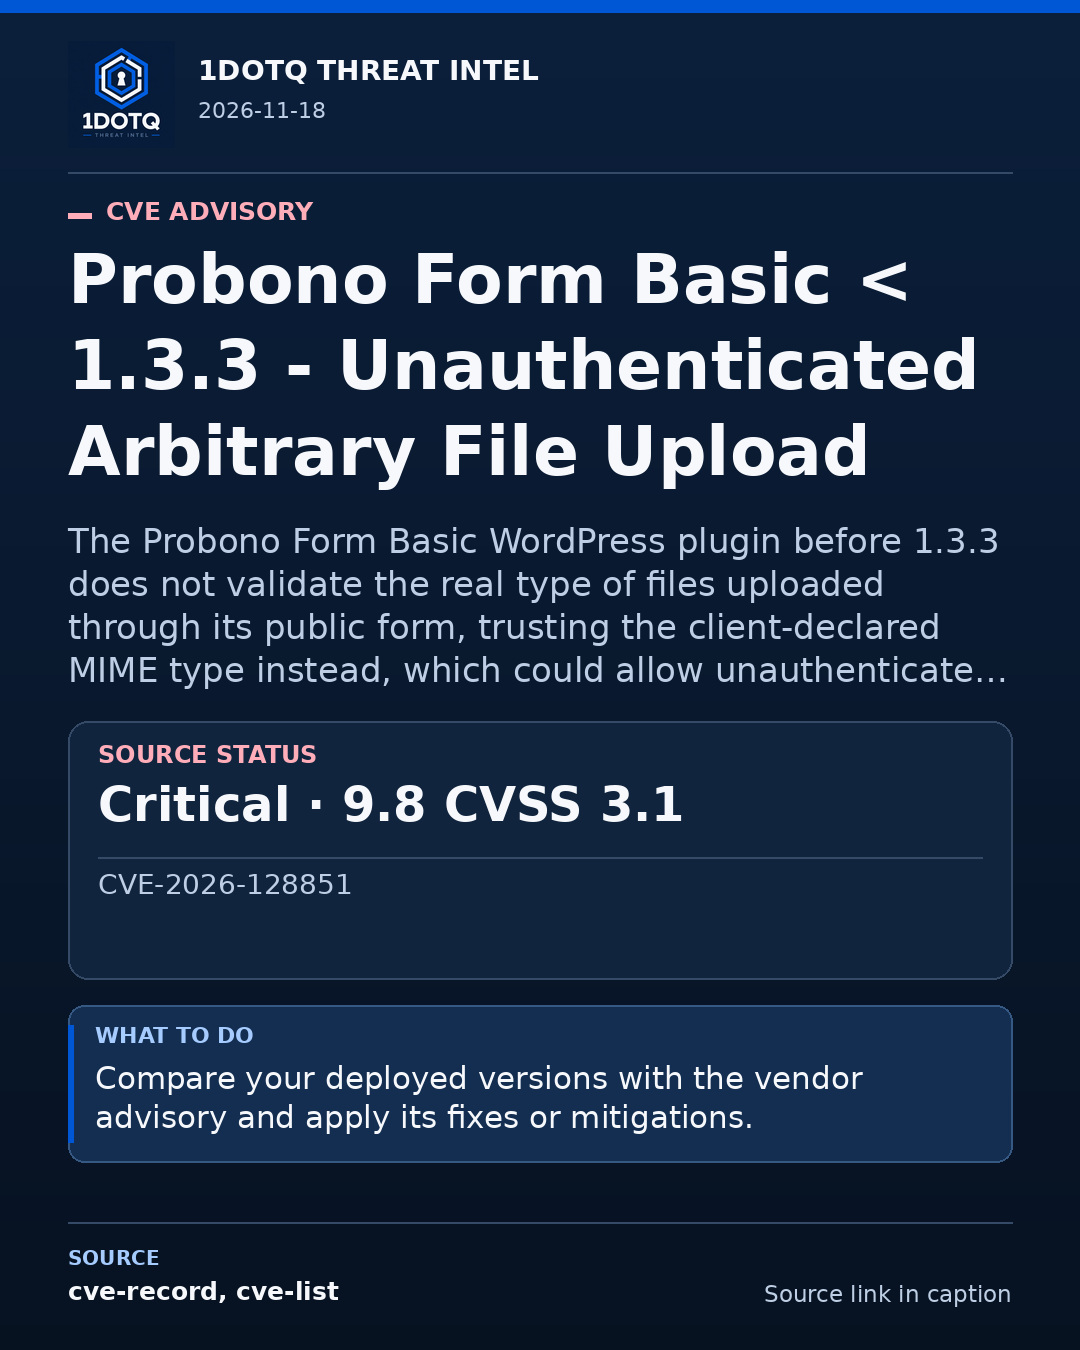 1DOTQ
THREAT INTEL
1DOTQ THREAT INTEL
2026-11-18
CVE ADVISORY
Probono Form Basic <
1.3.3 - Unauthenticated
Arbitrary File Upload
The Probono Form Basic WordPress plugin before 1.3.3
does not validate the real type of files uploaded
through its public form, trusting the client-declared
MIME type instead, which could allow unauthenticate…
SOURCE STATUS
Critical · 9.8 CVSS 3.1
CVE-2026-128851
WHAT TO DO
Compare your deployed versions with the vendor
advisory and apply its fixes or mitigations.
SOURCE
cve-record, cve-list
Source link in caption